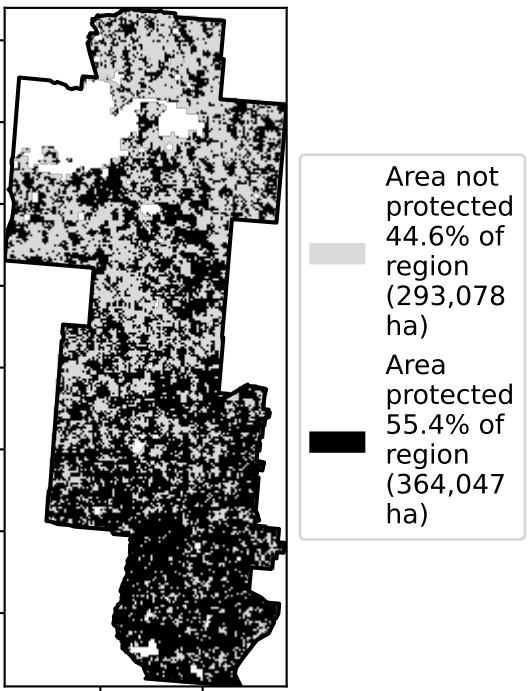 Area not
protected
44.6% of
region
(293,078
ha)
Area
protected
55.4% of
region
(364,047
ha)